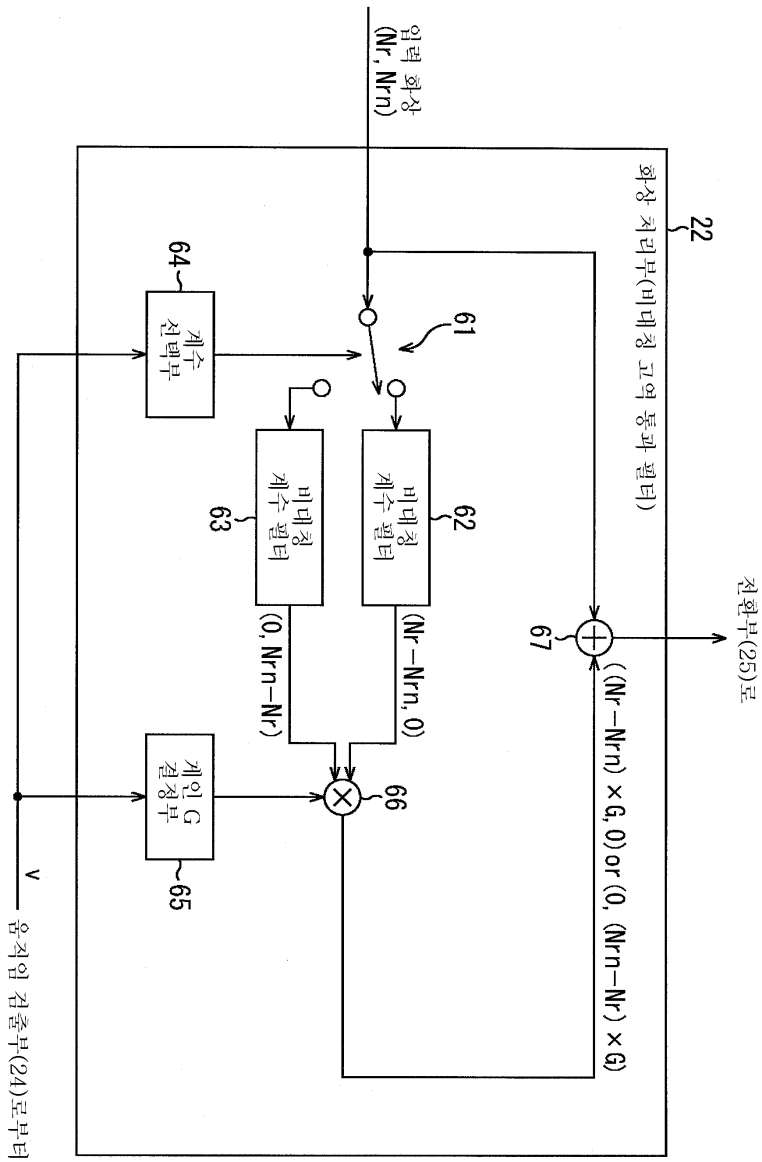 22
화상 처리부(비대칭 고역 통과 필터)
전환부(25)로
입력 화상
(Nr, Nrn)
67
((Nr−Nrn)×G,0)or(0,(Nrn−Nr)×G)
61
62
비대칭
계수 필터
(Nr−Nrn,0)
66
63
비대칭
계수 필터
(0,Nrn−Nr)
64
계수
선택부
게인 G
결정부
65
v
움직임 검출부(24)로부터